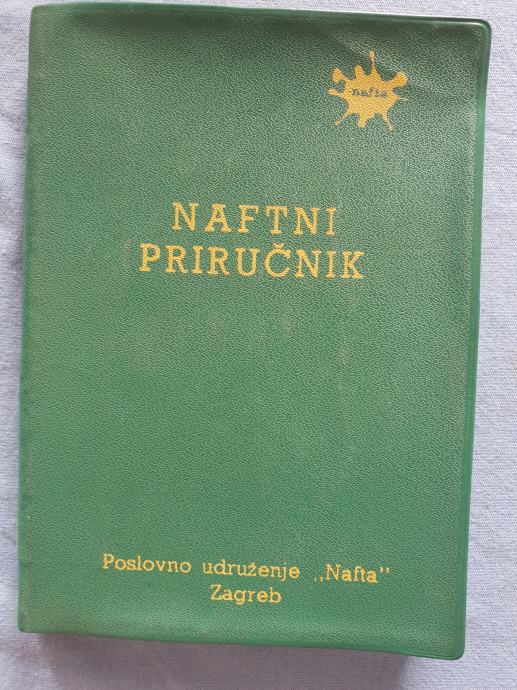 nafta
NAFTNI
PRIRUČNIK
Poslovno udruženje „Nafta"
Zagreb